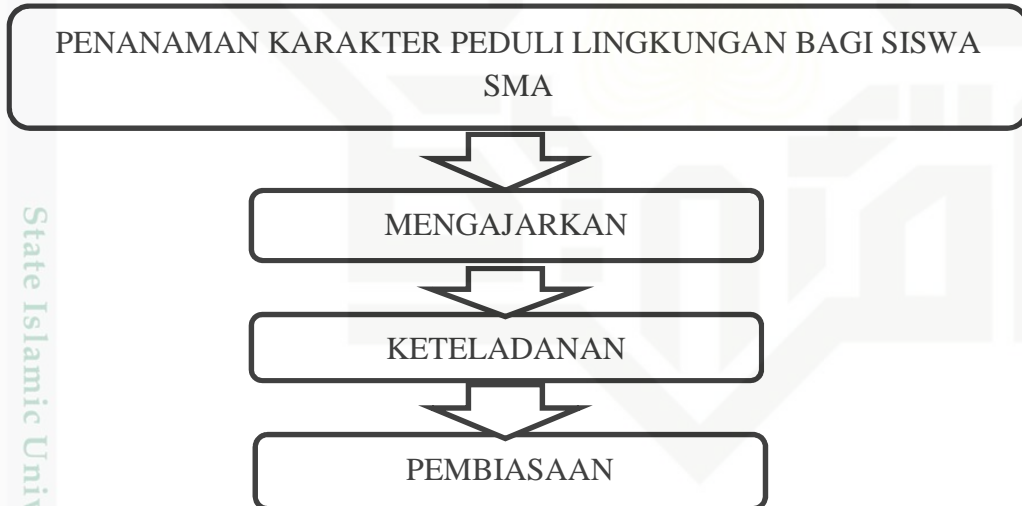 PENANAMAN KARAKTER PEDULI LINGKUNGAN BAGI SISWA
SMA
MENGAJARKAN
KETELADANAN
PEMBIASAAN
State Islamic Univ